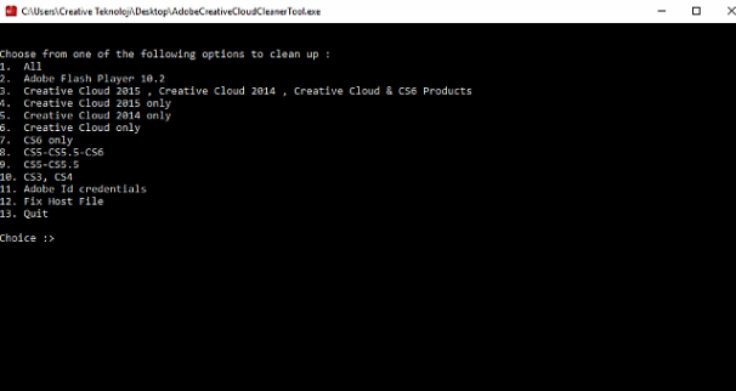 C:\Users\Creative Teknoloji\Desktop\AdobeCreativeCloudCleanerTool.exe
Choose from one of the following options to clean up :
1. All
2. Adobe Flash Player 10.2
3. Creative Cloud 2015 , Creative Cloud 2014 , Creative Cloud & CS6 Products
4. Creative Cloud 2015 only
5. Creative Cloud 2014 only
6. Creative Cloud only
7. CS6 only
8. CS5-CS5.5-CS6
9. CS5-CS5.5
10. CS3, CS4
11. Adobe Id credentials
12. Fix Host File
13. Quit
Choice :>